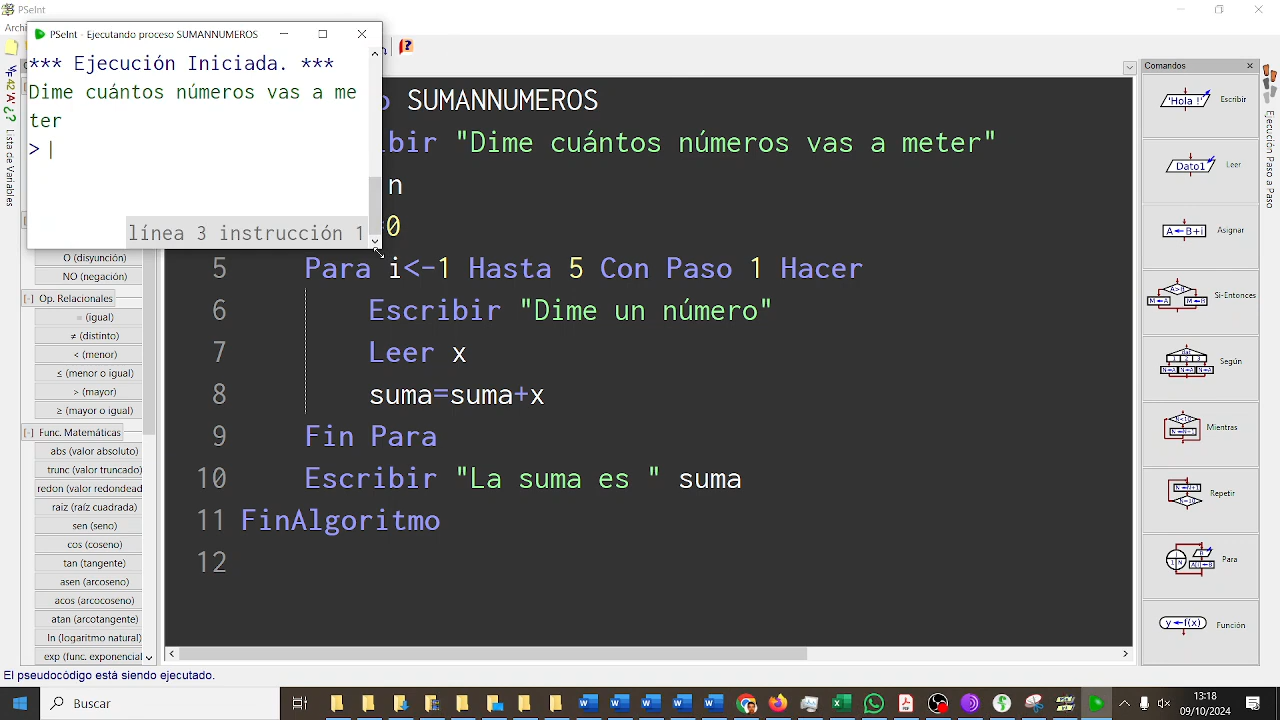 PSeInt
Archi
PSeInt - Ejecutando proceso SUMANNUMEROS
*** Ejecución Iniciada. ***
Dime cuántos números vas a me
ter
>
línea 3 instrucción 1
o SUMANNUMEROS
ibir "Dime cuántos números vas a meter"
n
=0
5 Para i<-1 Hasta 5 Con Paso 1 Hacer
6 Escribir "Dime un número"
7 Leer x
8 suma=suma+x
9 Fin Para
10 Escribir "La suma es " suma
11 FinAlgoritmo
12
Lista de Variables
O (disyunción)
NO (negación)
Op. Relacionales
= (igual)
≠ (distinto)
< (menor)
≤ (menor o igual)
> (mayor)
≥ (mayor o igual)
Func. Matemáticas
abs (valor absoluto)
trunc (valor truncado)
redon (valor redondead
raiz (raíz cuadrada)
sen (seno)
cos (coseno)
tan (tangente)
asen (arcoseno)
acos (arcocoseno)
atan (arcotangente)
ln (logaritmo natural)
exp (func. exponencial
Comandos
'Hola !' Escribir
Dato1 Leer
A←B+i Asignar
Si-Entonces
Según
Mientras
Repetir
Para
y←f(x) Función
Ejecución Paso a Paso
El pseudocódigo está siendo ejecutado.
Buscar
13:18
09/10/2024